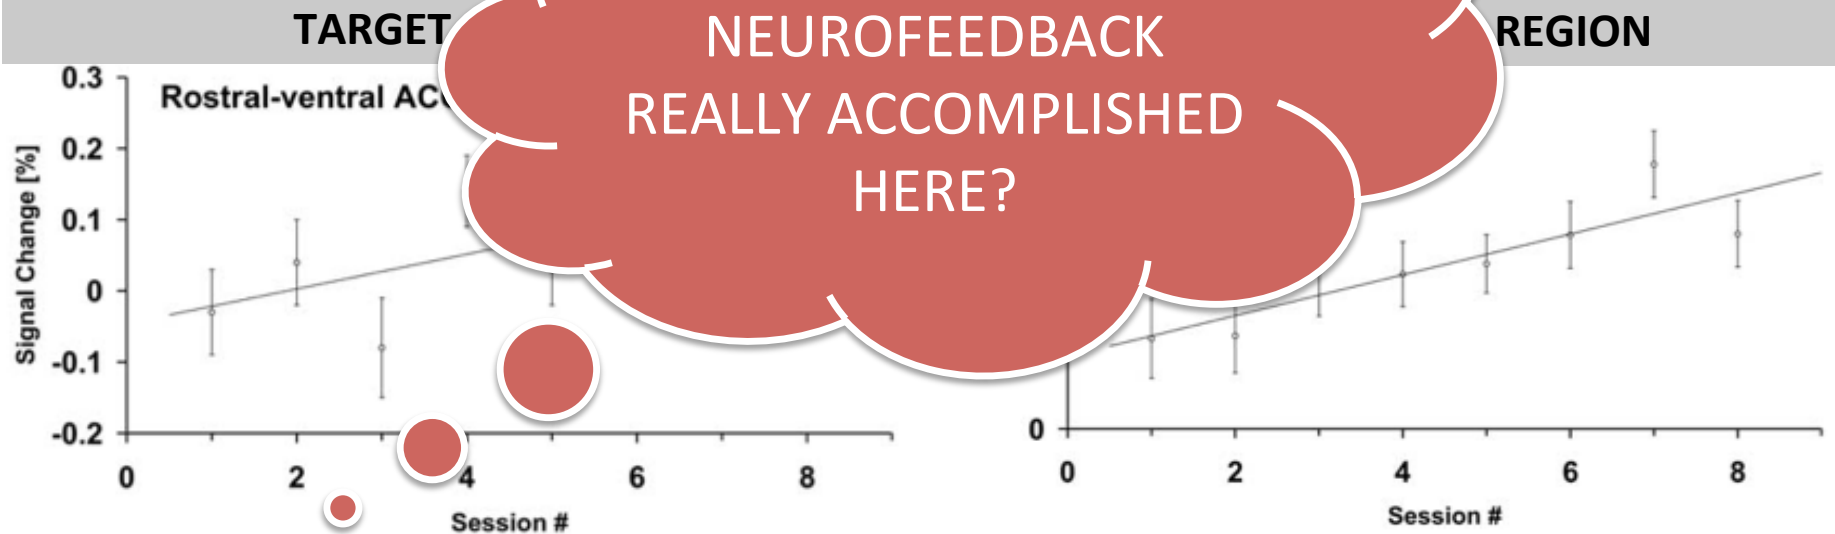 TARGET
REGION
NEUROFEEDBACK
REALLY ACCOMPLISHED
HERE?
Rostral-ventral
Signal Change [%]
0.3
0.2
0.1
0
-0.1
-0.2
0 2 4 6 8
Session #
0
0 2 4 6 8
Session #